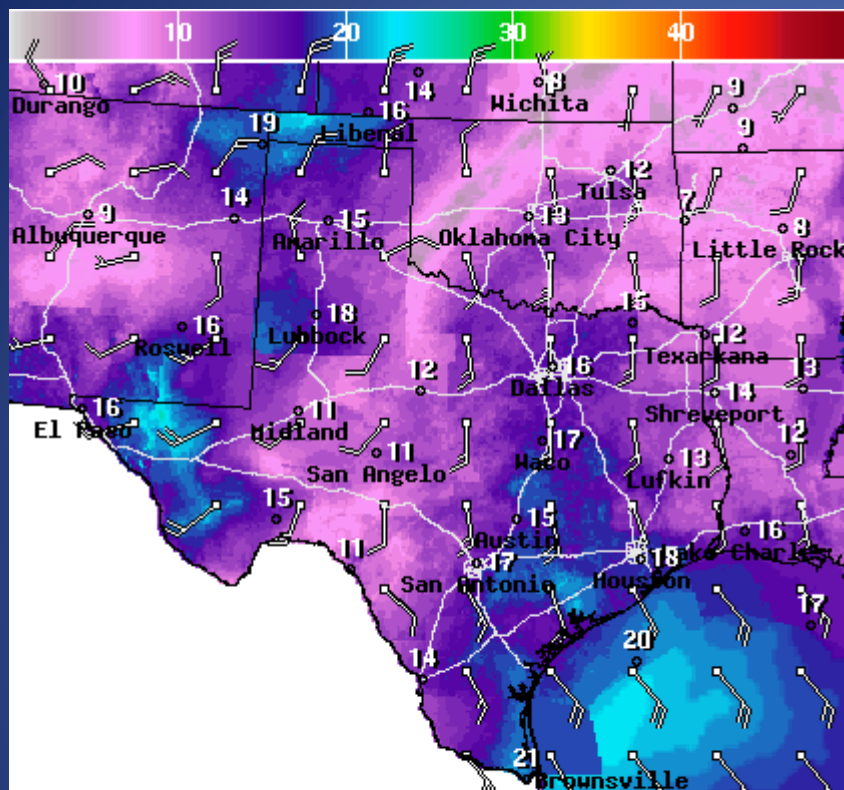 10 20 30 40
10 14 16 8 9
Durango Liberal Wichita
19 9
12
Tulsa
9 14 15 13 7 8
Albuquerque Amarillo Oklahoma City Little Rock
16 18 15 12
Roswell Lubbock Texarkana
12 16 13
Dallas
14
Shreveport
16 11
El Paso Midland
11 17 13 12
San Angelo Waco Lufkin
15 15 16
Austin Lake Charles
11 17 18
San Antonio Houston
17
20
14
21
Brownsville